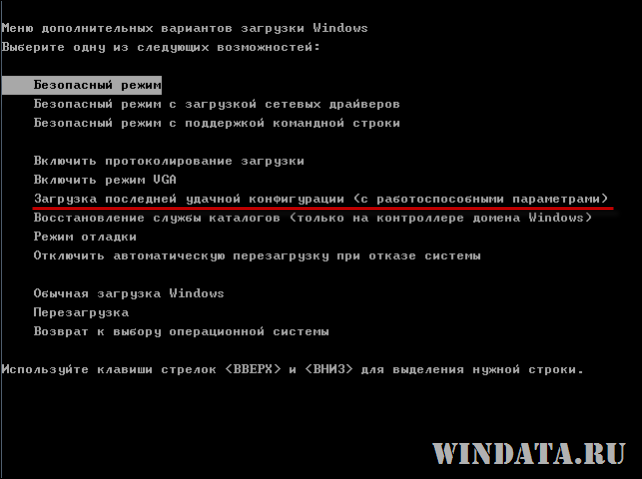 Меню дополнительных вариантов загрузки Windows
Выберите одну из следующих возможностей:
Безопасный режим
Безопасный режим с загрузкой сетевых драйверов
Безопасный режим с поддержкой командной строки
Включить протоколирование загрузки
Включить режим VGA
Загрузка последней удачной конфигурации (с работоспособными параметрами)
Восстановление службы каталогов (только на контроллере домена Windows)
Режим отладки
Отключить автоматическую перезагрузку при отказе системы
Обычная загрузка Windows
Перезагрузка
Возврат к выбору операционной системы
Используйте клавиши стрелок <ВВЕРХ> и <ВНИЗ> для выделения нужной строки.
WINDATA.RU